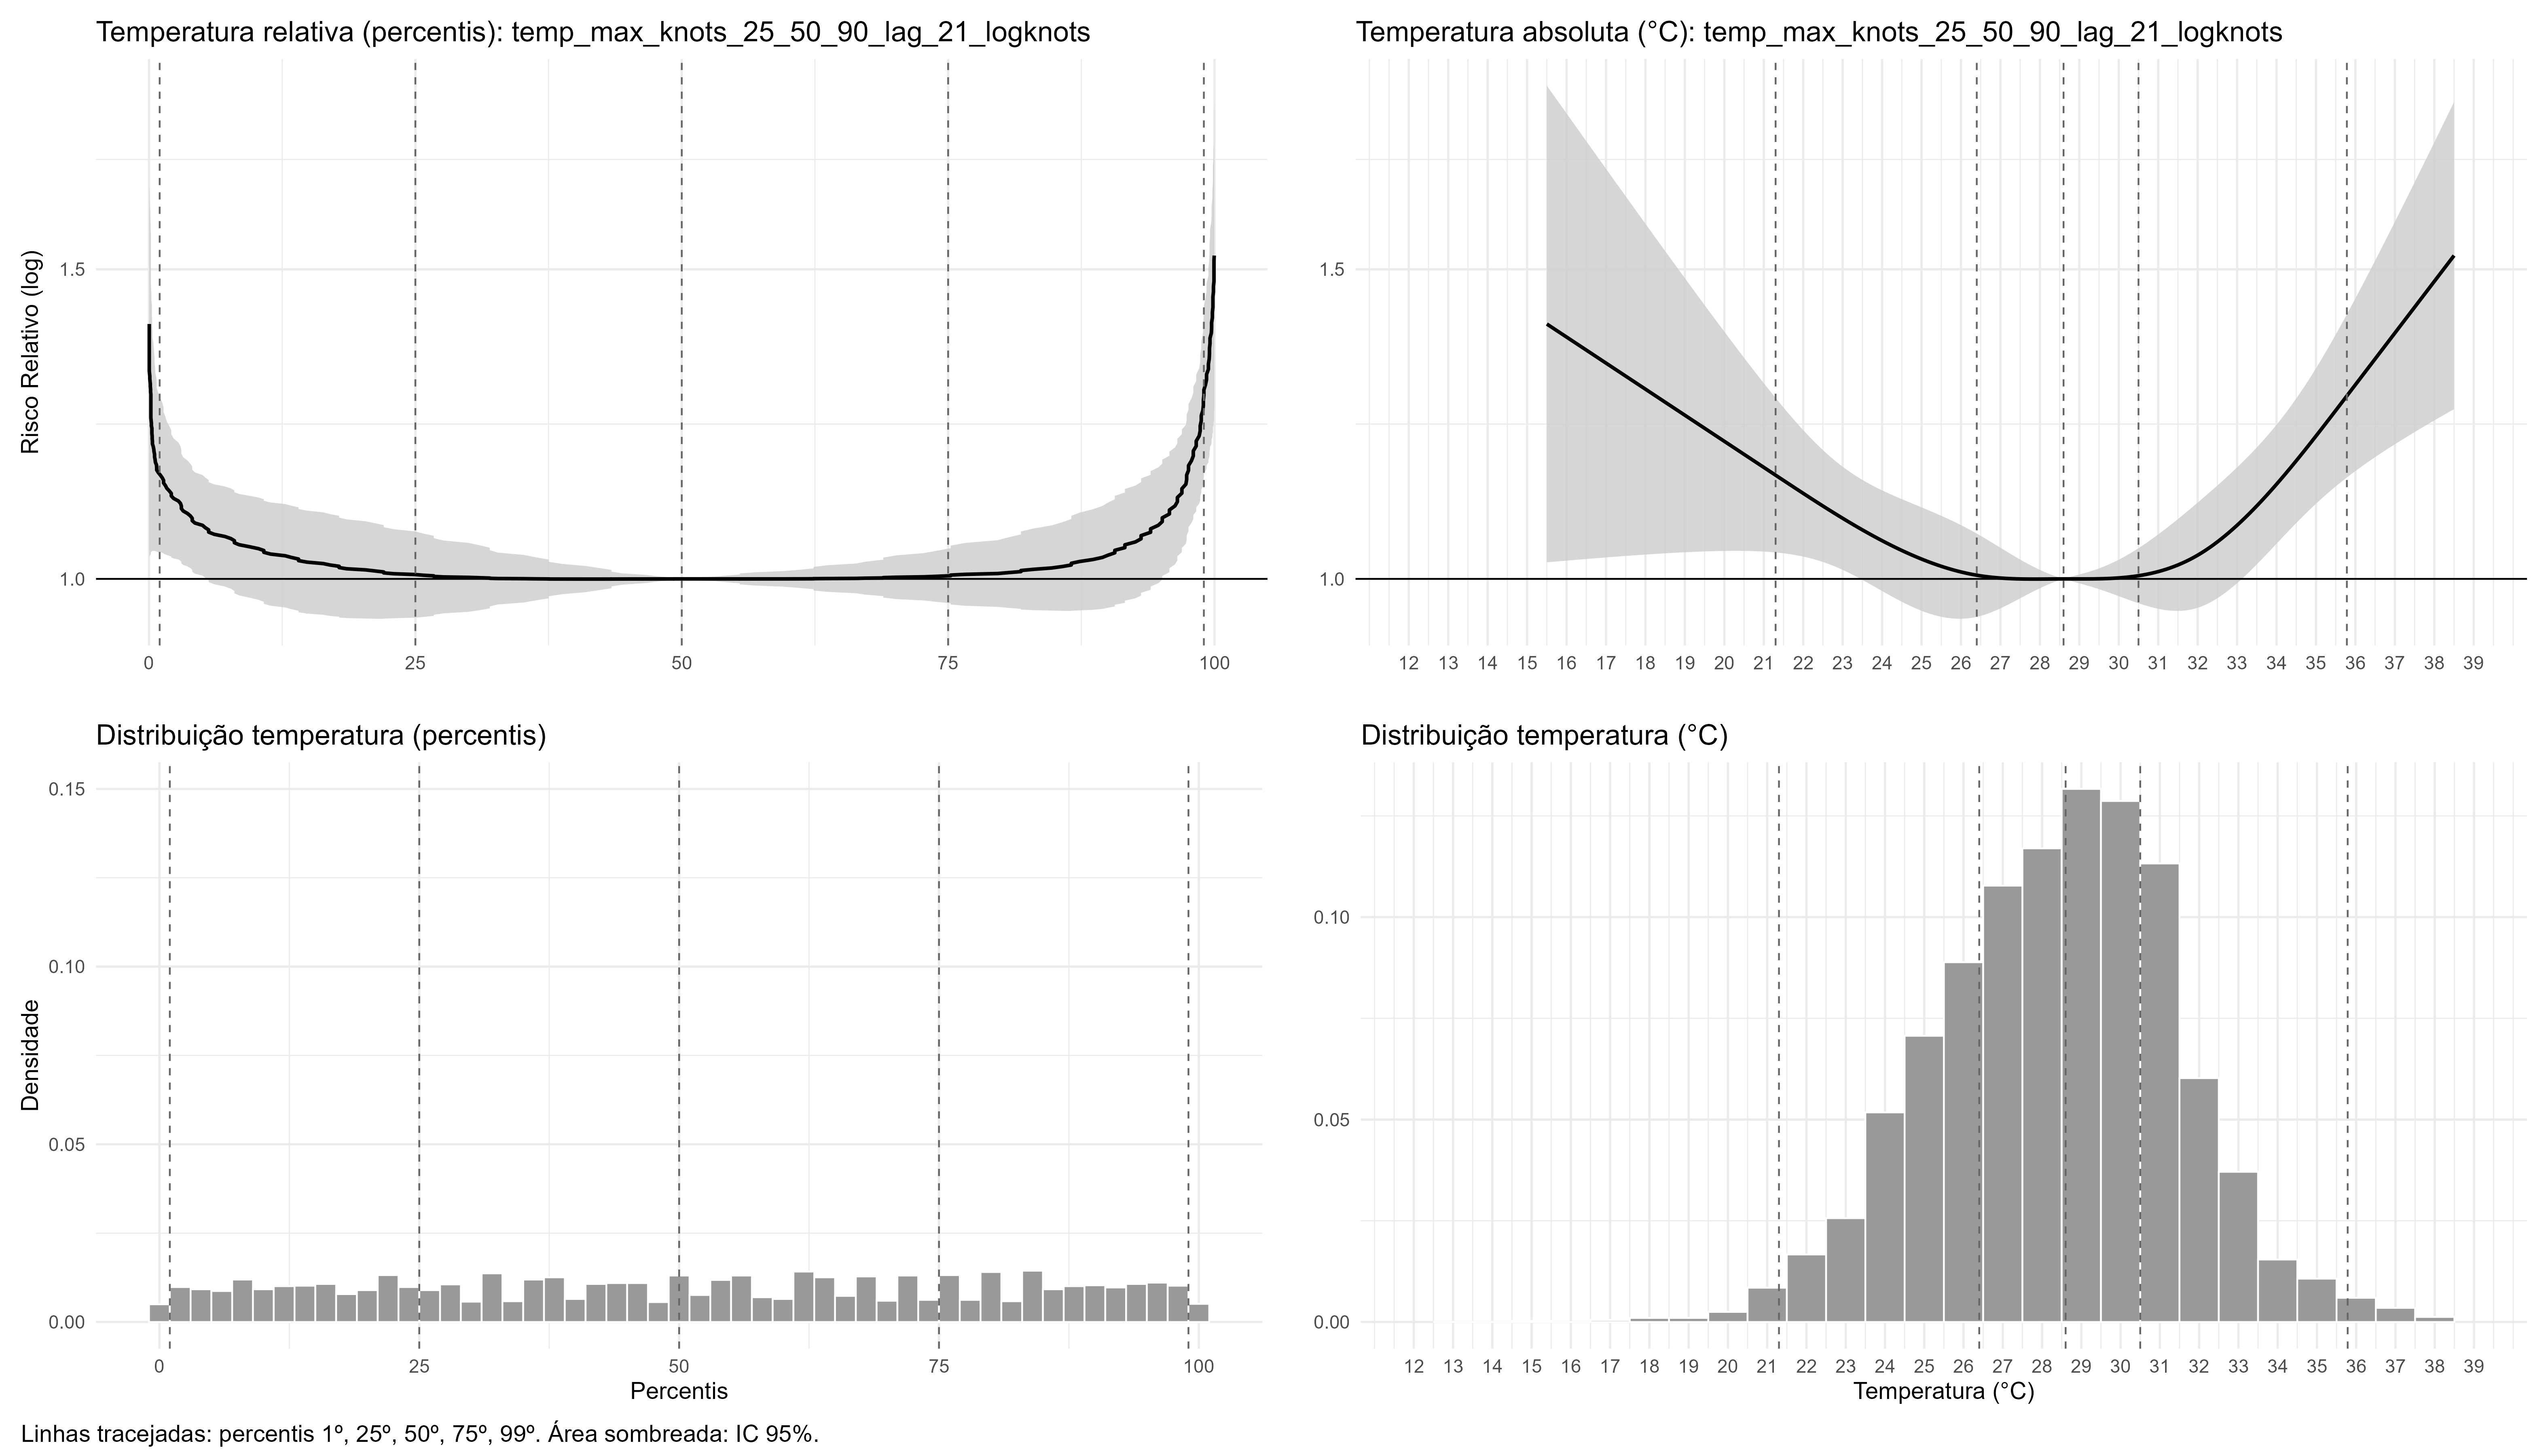 Temperatura relativa (percentis): temp_max_knots_25_50_90_lag_21_logknots
Risco Relativo (log)
1.5
1.0
0 25 50 75 100
Temperatura absoluta (°C): temp_max_knots_25_50_90_lag_21_logknots
1.5
1.0
12 13 14 15 16 17 18 19 20 21 22 23 24 25 26 27 28 29 30 31 32 33 34 35 36 37 38 39
Distribuição temperatura (percentis)
Densidade
0.15
0.10
0.05
0.00
0 25 50 75 100
Percentis
Distribuição temperatura (°C)
0.10
0.05
0.00
12 13 14 15 16 17 18 19 20 21 22 23 24 25 26 27 28 29 30 31 32 33 34 35 36 37 38 39
Temperatura (°C)
Linhas tracejadas: percentis 1º, 25º, 50º, 75º, 99º. Área sombreada: IC 95%.